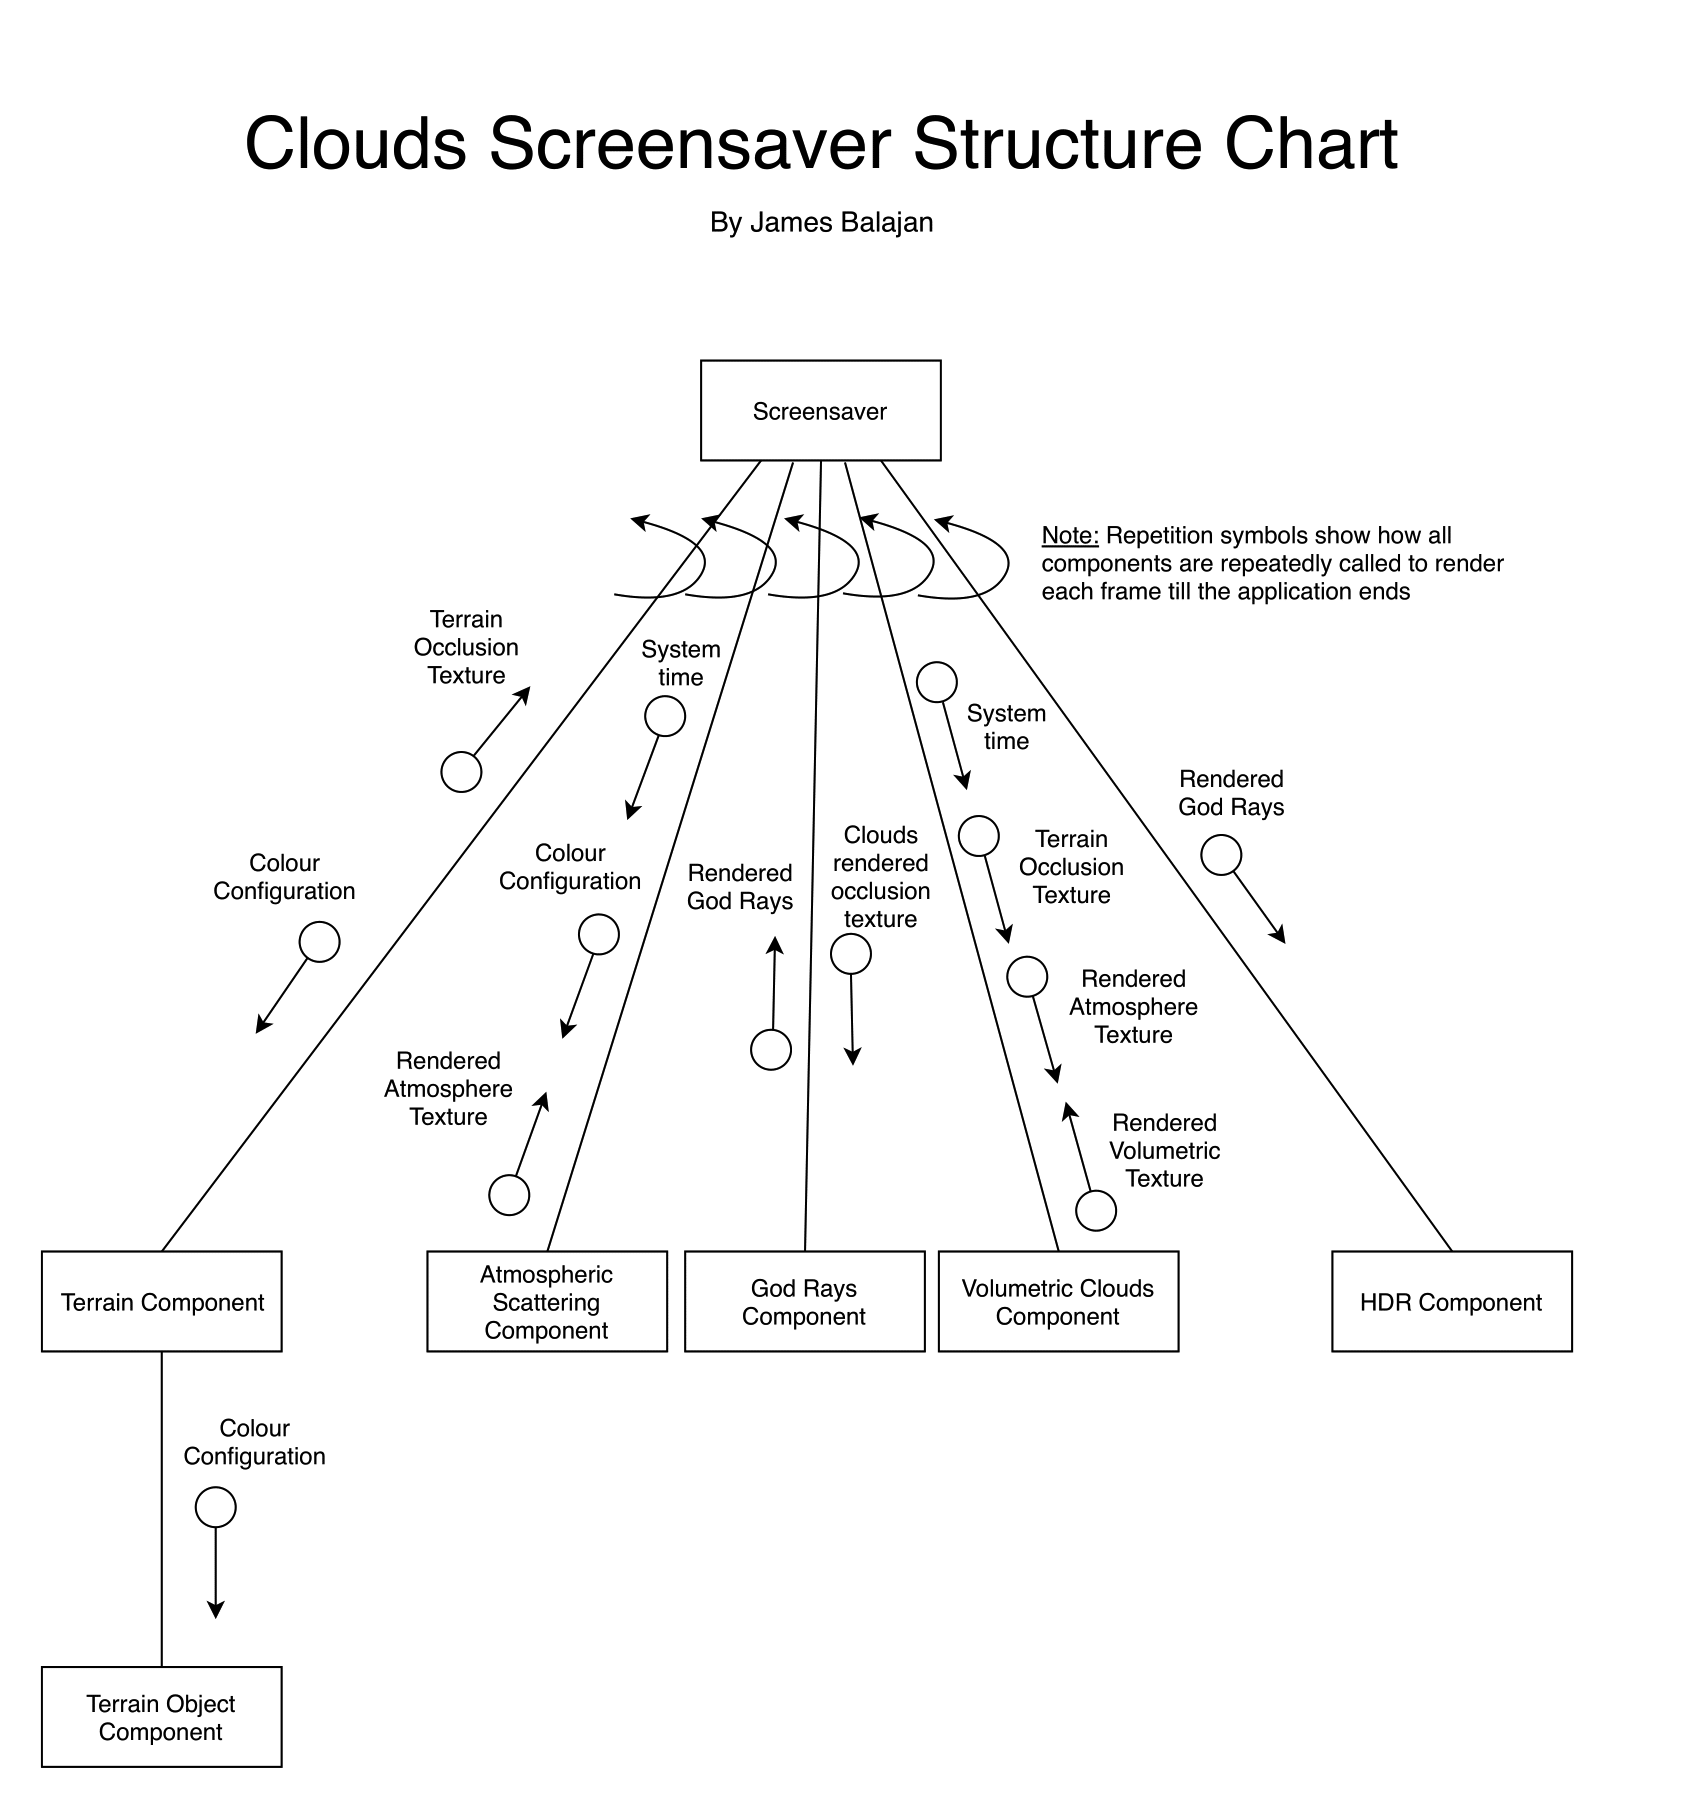 Clouds Screensaver Structure Chart
By James Balajan
Screensaver
Note: Repetition symbols show how all
components are repeatedly called to render
each frame till the application ends
Terrain
Occlusion
Texture
System
time
System
time
Rendered
God Rays
Colour
Configuration
Colour
Configuration
Rendered
God Rays
Clouds
rendered
occlusion
texture
Terrain
Occlusion
Texture
Rendered
Atmosphere
Texture
Rendered
Atmosphere
Texture
Rendered
Volumetric
Texture
Terrain Component
Atmospheric
Scattering
Component
God Rays
Component
Volumetric Clouds
Component
HDR Component
Colour
Configuration
Terrain Object
Component